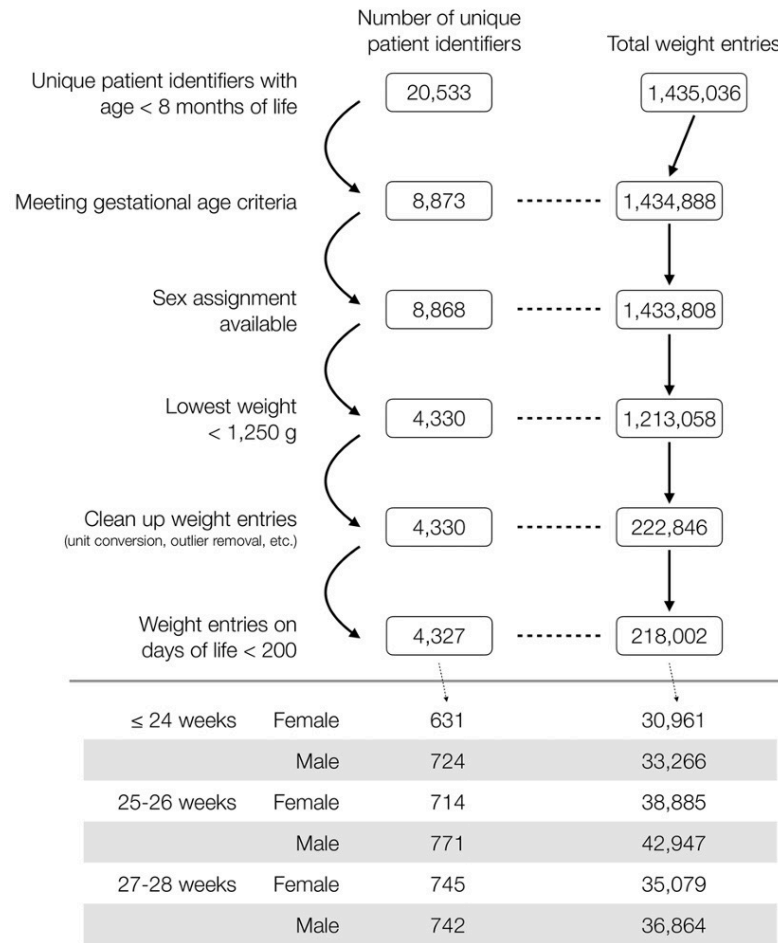 Number of unique
patient identifiers
Total weight entries
Unique patient identifiers with
age < 8 months of life
20,533
1,435,036
Meeting gestational age criteria
8,873
1,434,888
Sex assignment
available
8,868
1,433,808
Lowest weight
< 1,250 g
4,330
1,213,058
Clean up weight entries
(unit conversion, outlier removal, etc.)
4,330
222,846
Weight entries on
days of life < 200
4,327
218,002
≤ 24 weeks Female 631 30,961
Male 724 33,266
25-26 weeks Female 714 38,885
Male 771 42,947
27-28 weeks Female 745 35,079
Male 742 36,864